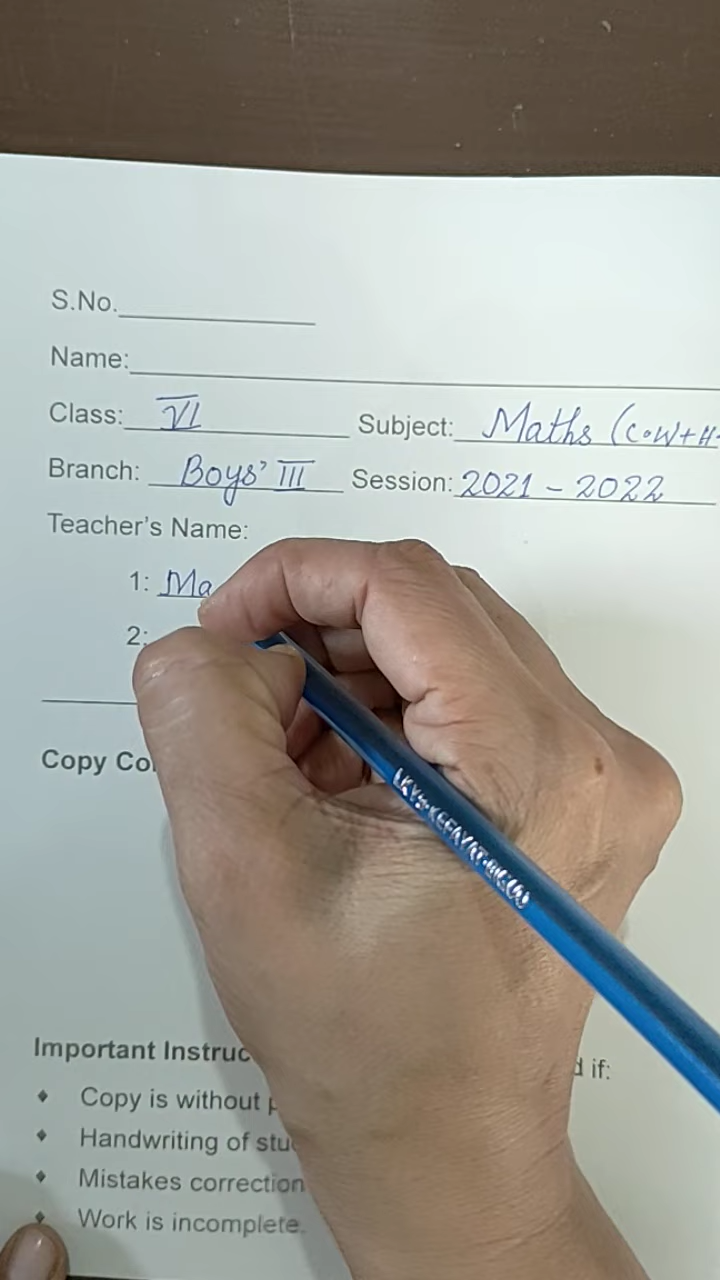 S.No.
Name:
Class: VI Subject: Maths (C.W+H
Branch: Boys' III Session: 2021 - 2022
Teacher's Name:
1: Ma
2:
Copy Co
Important Instruc d if:
Copy is without p
Handwriting of stu
Mistakes correction
Work is incomplete.